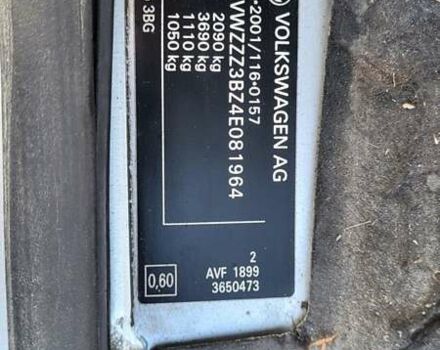 VOLKSWAGEN AG
*2001/116*0157
VWZZZ3BZ4E081964
2090 kg
3690 kg
1110 kg
1050 kg
3BG
2
AVF 1899
3650473
0,60